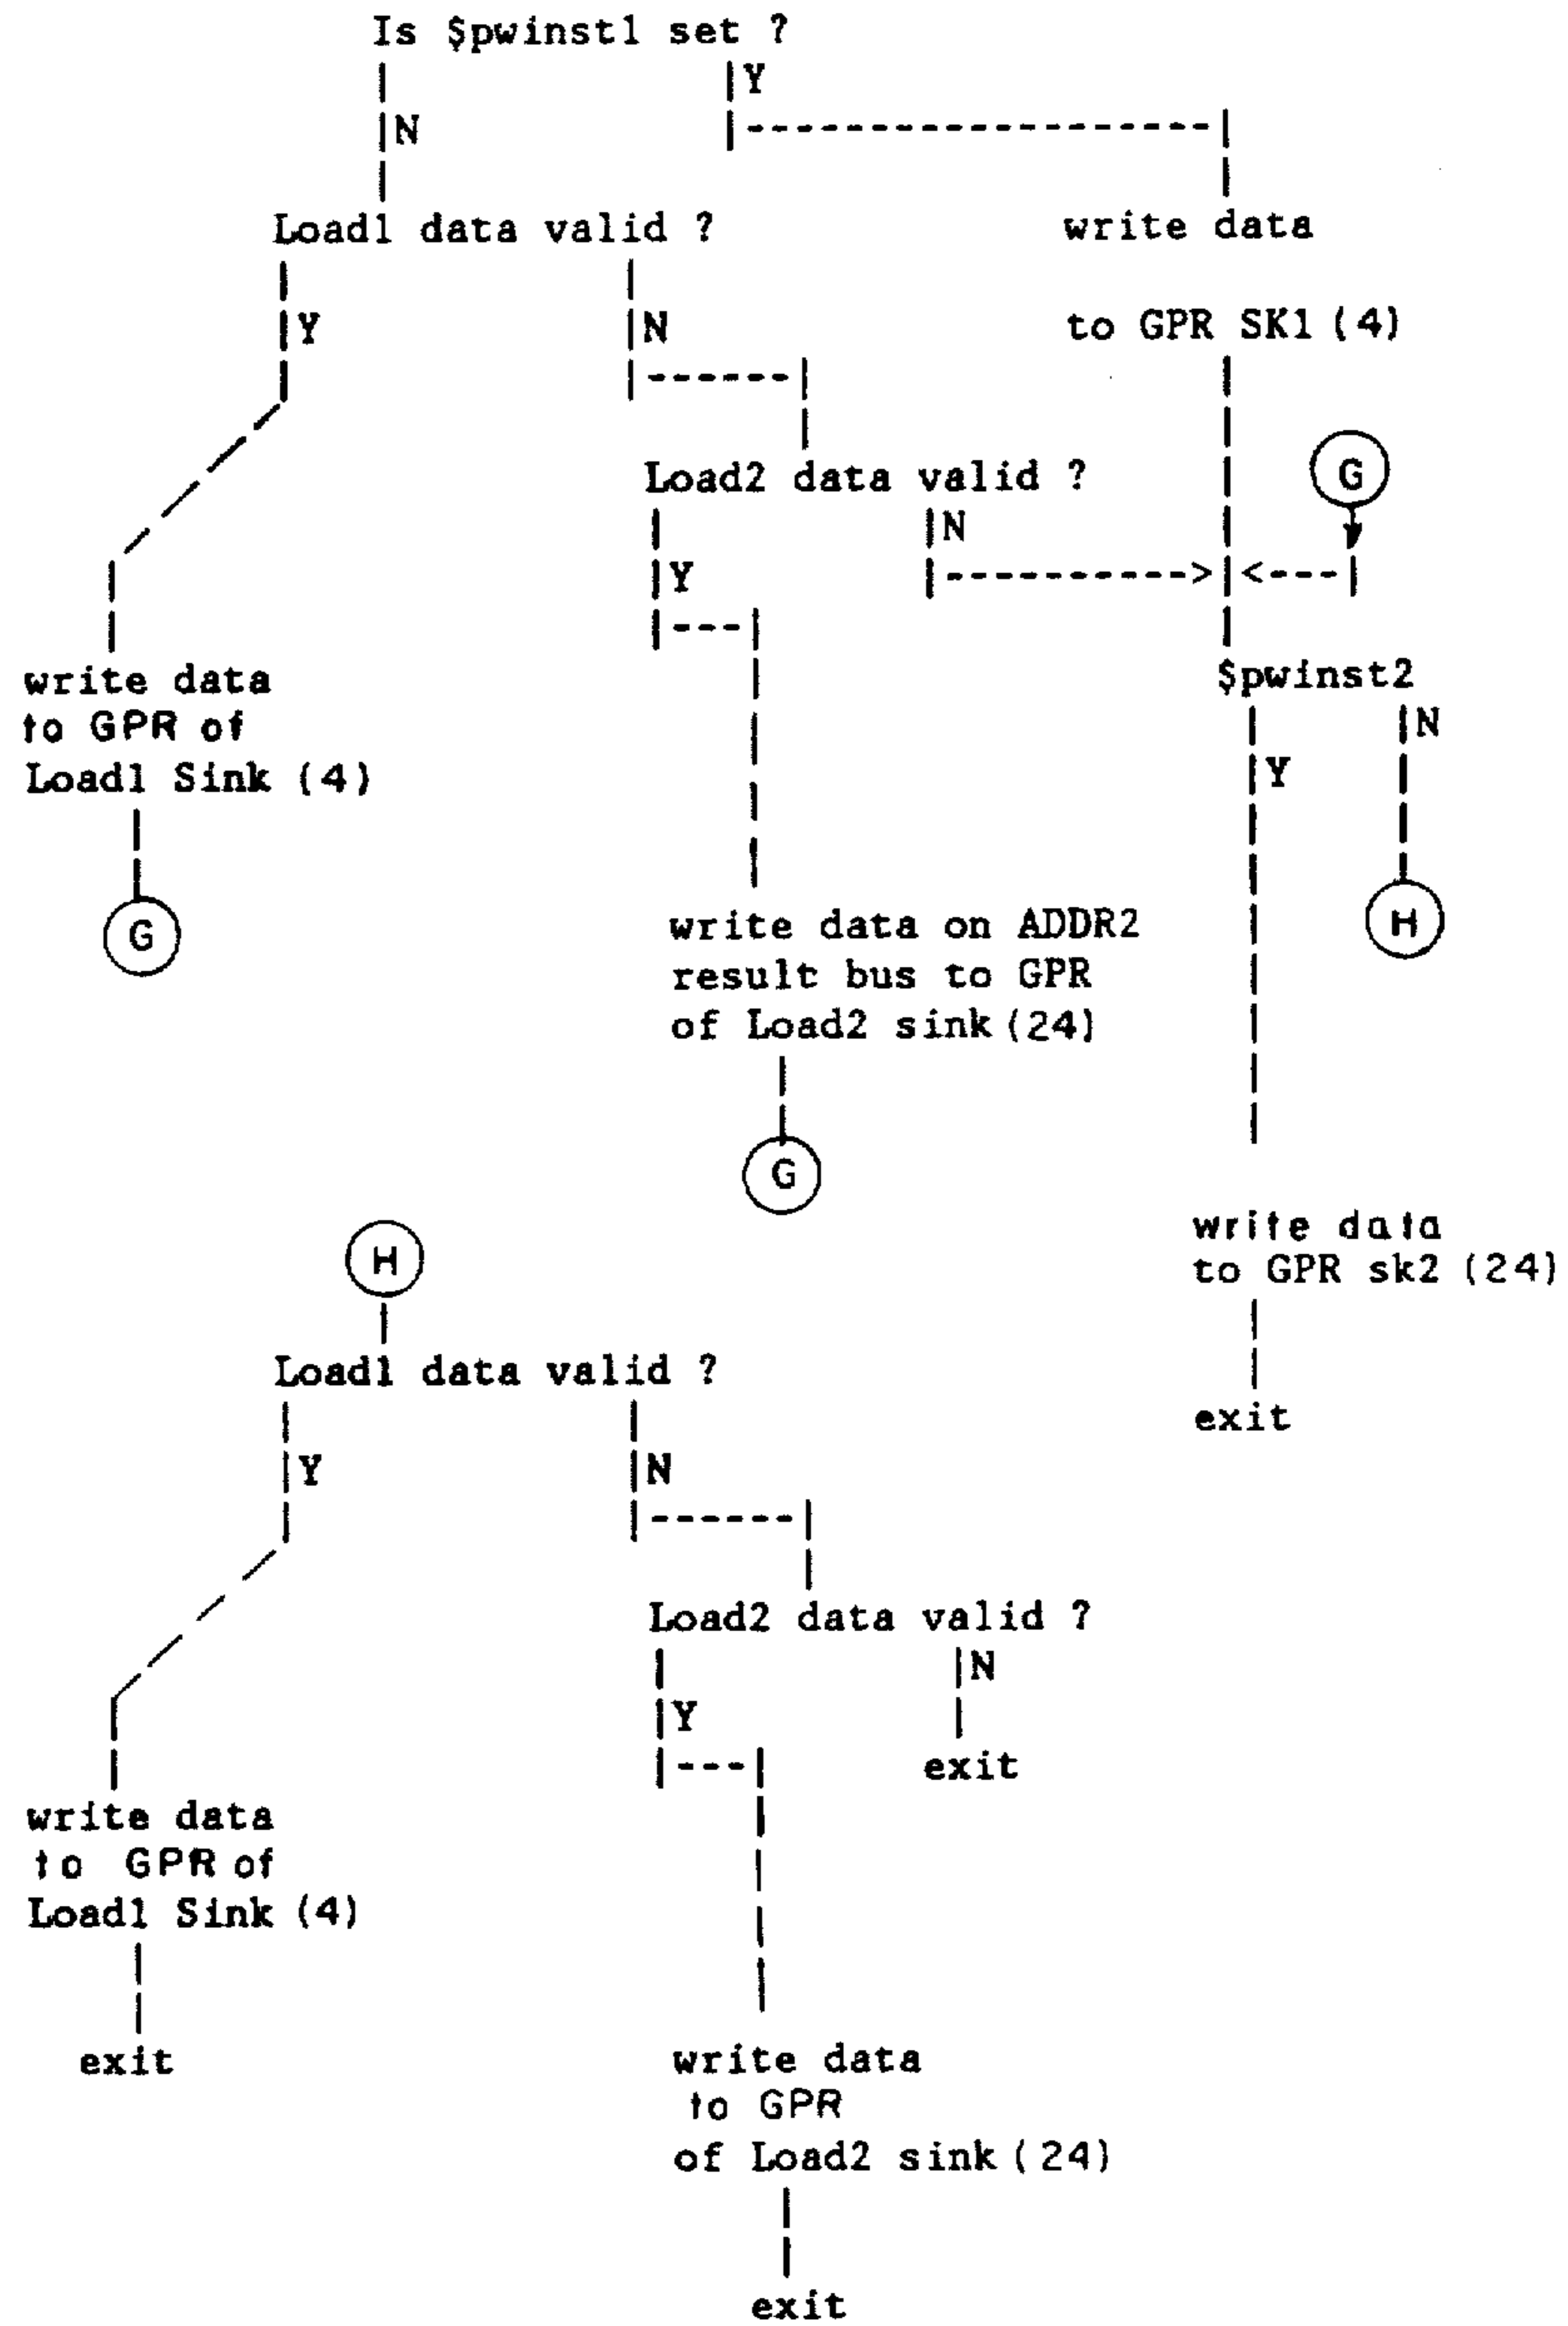 Is $pwinst1 set ?
Y
N
Load1 data valid ?
write data
to GPR SK1 (4)
Y
N
G
Load2 data valid ?
N
Y
write data
to GPR of
Load1 Sink (4)
G
$pwinst2
N
Y
H
write data on ADDR2
result bus to GPR
of Load2 sink (24)
G
write data
to GPR sk2 (24)
exit
H
Load1 data valid ?
Y
N
Load2 data valid ?
N
Y
exit
write data
to GPR of
Load1 Sink (4)
exit
write data
to GPR
of Load2 sink (24)
exit